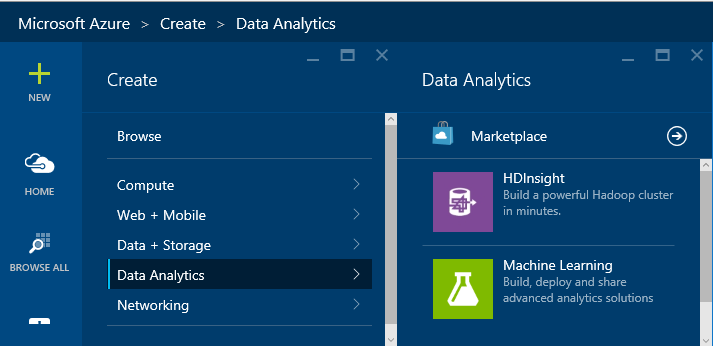 Microsoft Azure > Create > Data Analytics
NEW
HOME
BROWSE ALL
Create
Browse
Compute
Web + Mobile
Data + Storage
Data Analytics
Networking
Data Analytics
Marketplace
HDInsight
Build a powerful Hadoop cluster
in minutes.
Machine Learning
Build, deploy and share
advanced analytics solutions